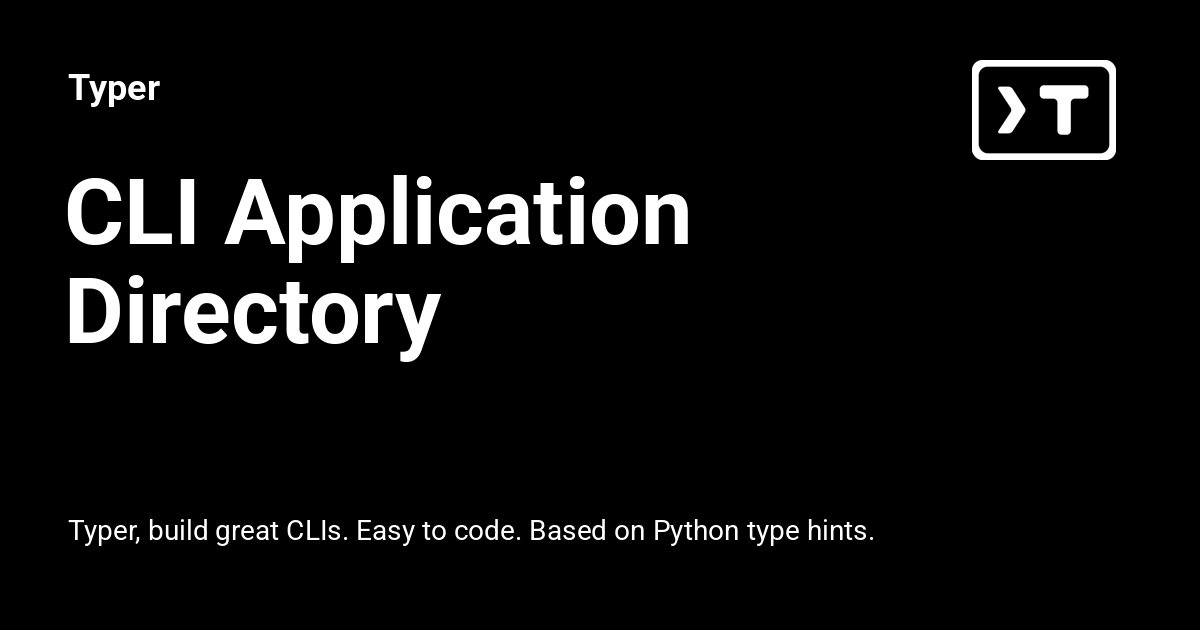 Typer
❯T
CLI Application
Directory
Typer, build great CLIs. Easy to code. Based on Python type hints.